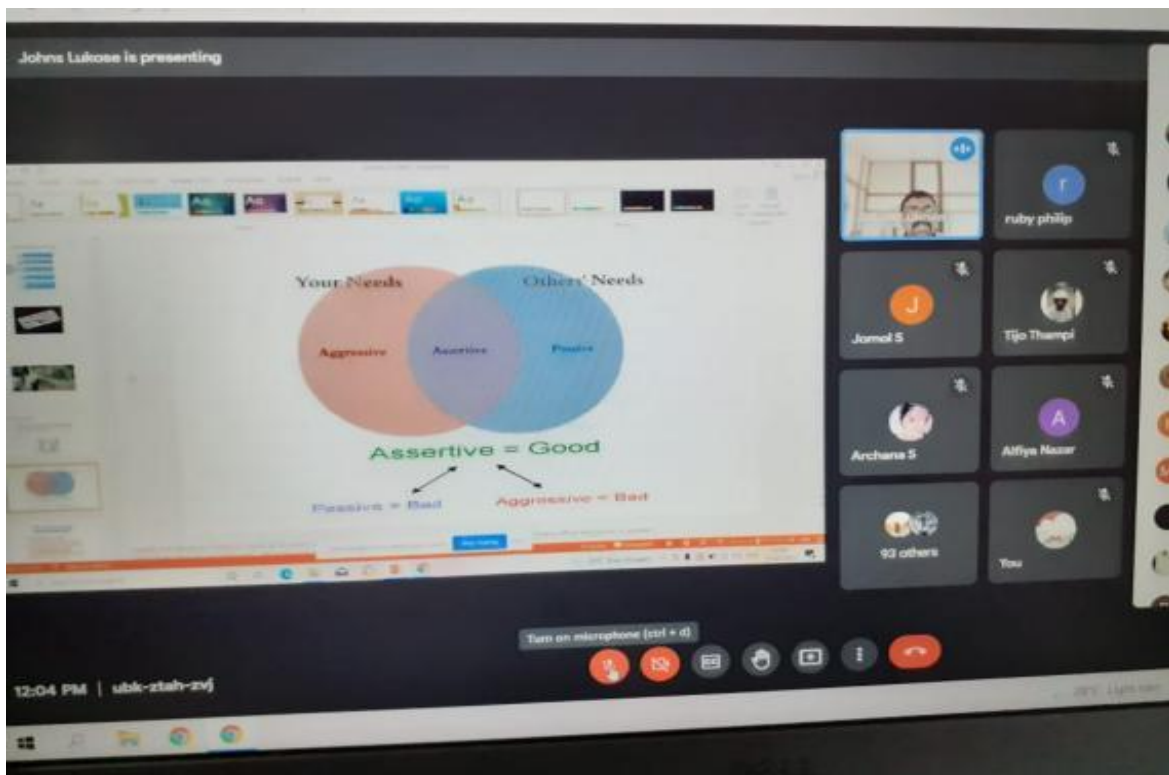 Johns Lukose is presenting
Your Needs
Others' Needs
Aggressive
Assertive
Passive
Assertive = Good
Passive = Bad
Aggressive = Bad
r
ruby philip
J
Jomol S
Tijo Thampi
Archana S
A
Alfiya Nazar
93 others
You
Turn on microphone (ctrl + d)
12:04 PM | ubk-ztah-zvj